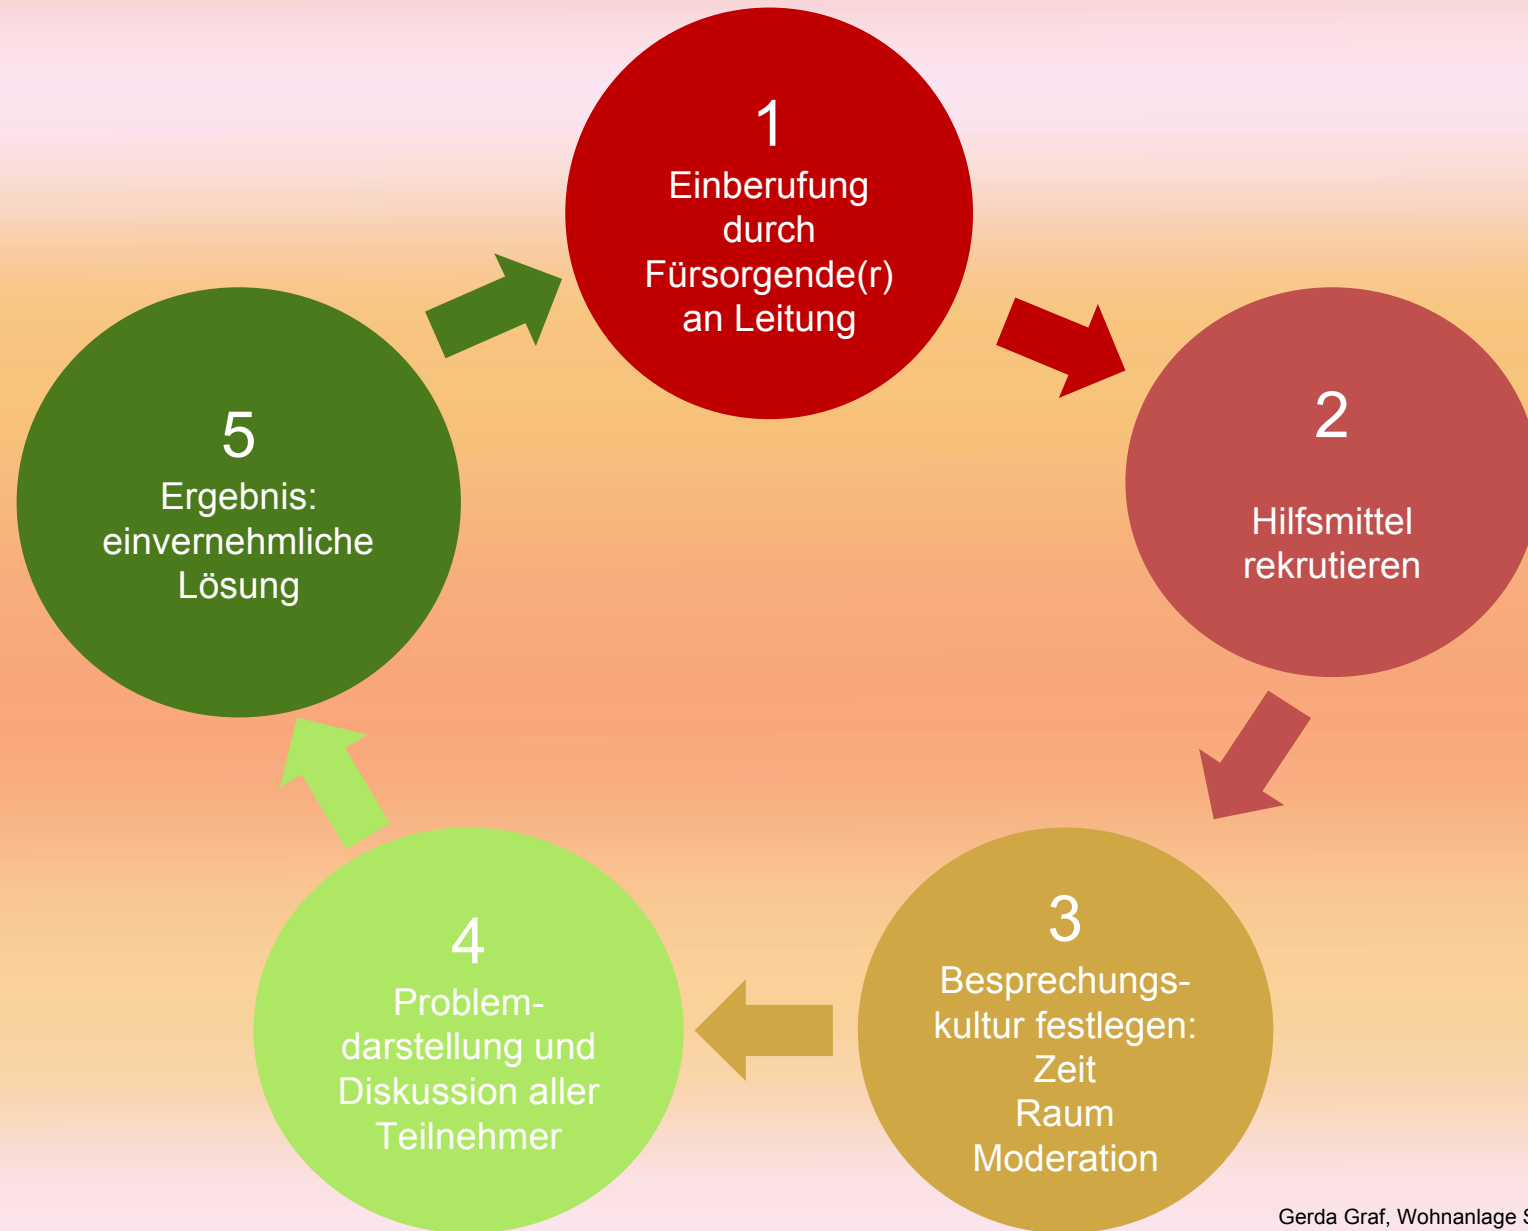 1
Einberufung
durch
Fürsorgende(r)
an Leitung
2
Hilfsmittel
rekrutieren
3
Besprechungs-
kultur festlegen:
Zeit
Raum
Moderation
4
Problem-
darstellung und
Diskussion aller
Teilnehmer
5
Ergebnis:
einvernehmliche
Lösung
Gerda Graf, Wohnanlage S